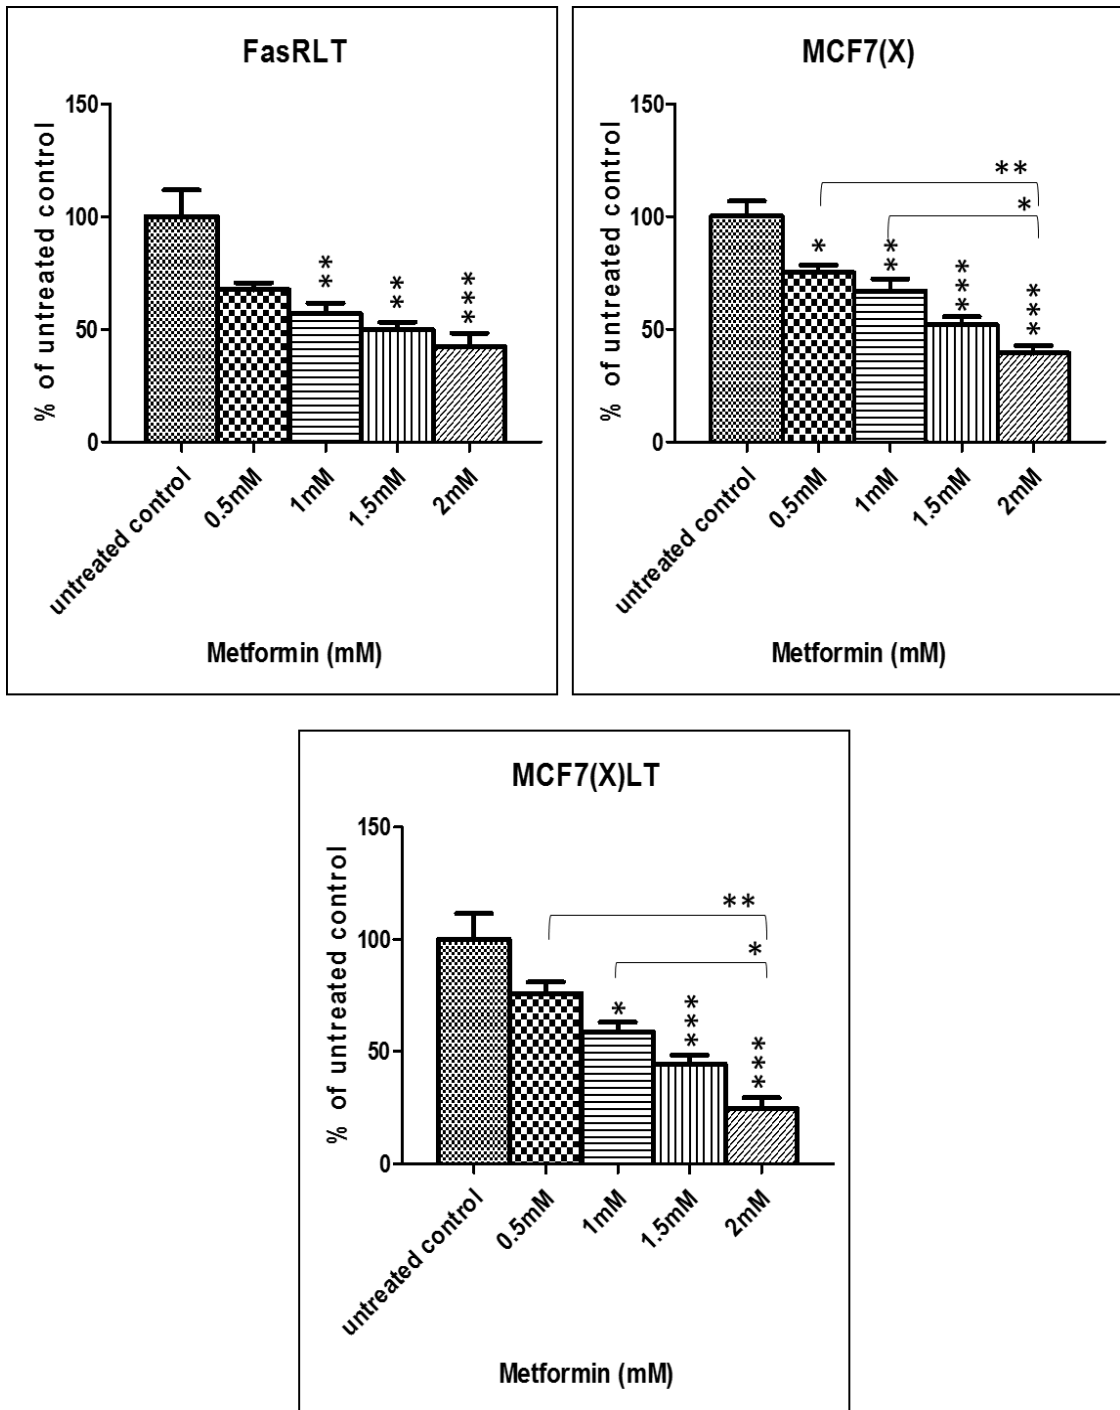 FasRLT
% of untreated control
150
100
50
0
**
**
***
untreated control
0.5mM
1mM
1.5mM
2mM
Metformin (mM)
MCF7(X)
% of untreated control
150
100
50
0
**
*
*
**
***
***
untreated control
0.5mM
1mM
1.5mM
2mM
Metformin (mM)
MCF7(X)LT
% of untreated control
150
100
50
0
**
*
*
***
***
untreated control
0.5mM
1mM
1.5mM
2mM
Metformin (mM)